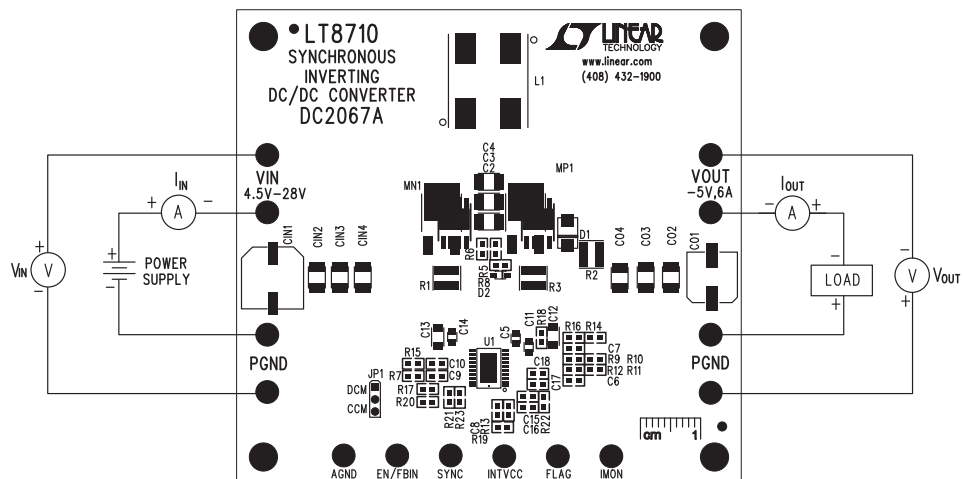 LT8710
SYNCHRONOUS
INVERTING
DC/DC CONVERTER
DC2067A
LINEAR
TECHNOLOGY
www.linear.com
(408) 432-1900
L1
C4
C3
C2
MN1
MP1
VIN
4.5V-28V
VOUT
-5V,6A
IIN
+ A -
IOUT
- A +
CIN1
CIN2
CIN3
CIN4
R6
R5
R8
D2
D1
R2
R1
R3
CO4
CO3
CO2
CO1
+
VIN
V
-
+
POWER
SUPPLY
-
-
LOAD
+
-
V
VOUT
+
PGND
PGND
C13
C14
U1
C5
C11
R18
C12
R16
R14
C7
R9
R10
R12
R11
C6
R15
R7
C10
C9
C18
C17
JP1
DCM
CCM
R17
R20
R21
R23
C8
R13
R19
C15
C16
R22
cm
1
AGND
EN/FBIN
SYNC
INTVCC
FLAG
IMON